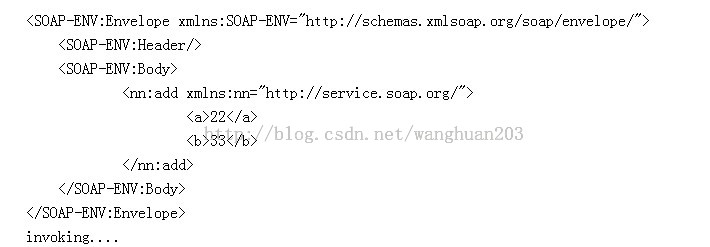 <SOAP-ENV:Envelope xmlns:SOAP-ENV="http://schemas.xmlsoap.org/soap/envelope/">
<SOAP-ENV:Header/>
<SOAP-ENV:Body>
<nn:add xmlns:nn="http://service.soap.org/">
<a>22</a>
http://blog.csdn.net/wanghuan203
<b>33</b>
</nn:add>
</SOAP-ENV:Body>
</SOAP-ENV:Envelope>
invoking....